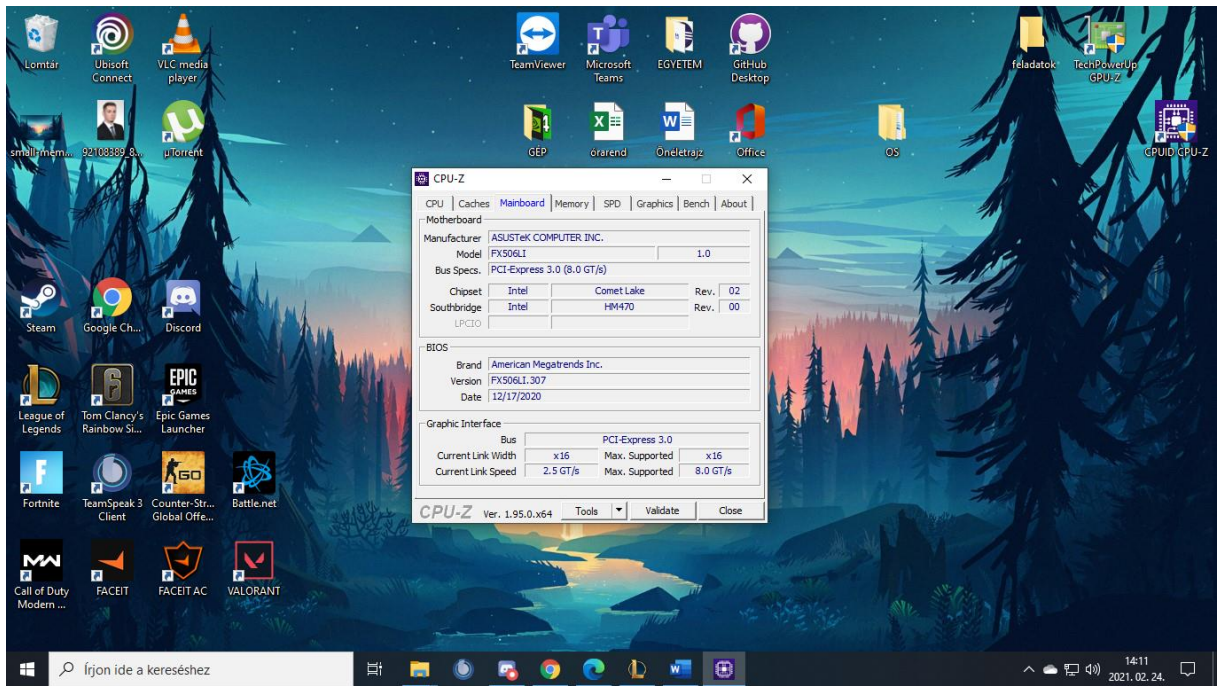 Lomtár
Ubisoft
Connect
VLC media
player
TeamViewer
Microsoft
Teams
EGYETEM
GitHub
Desktop
feladatok
TechPowerUp
GPU-Z
small-mem...
92108389_8...
µTorrent
GÉP
órarend
Önéletrajz
Office
OS
CPUID CPU-Z
CPU-Z
CPU
Caches
Mainboard
Memory
SPD
Graphics
Bench
About
Motherboard
Manufacturer ASUSTeK COMPUTER INC.
Model FX506LI 1.0
Bus Specs. PCI-Express 3.0 (8.0 GT/s)
Chipset Intel Comet Lake Rev. 02
Southbridge Intel HM470 Rev. 00
LPCIO
BIOS
Brand American Megatrends Inc.
Version FX506LI.307
Date 12/17/2020
Graphic Interface
Bus PCI-Express 3.0
Current Link Width x16 Max. Supported x16
Current Link Speed 2.5 GT/s Max. Supported 8.0 GT/s
CPU-Z Ver. 1.95.0.x64 Tools Validate Close
Steam
Google Ch...
Discord
League of
Legends
Tom Clancy's
Rainbow Si...
EPIC
GAMES
Epic Games
Launcher
Fortnite
TeamSpeak 3
Client
GO
Counter-Str...
Global Offe...
Battle.net
MW
Call of Duty
Modern ...
FACEIT
FACEIT AC
VALORANT
Írjon ide a kereséshez
14:11
2021. 02. 24.